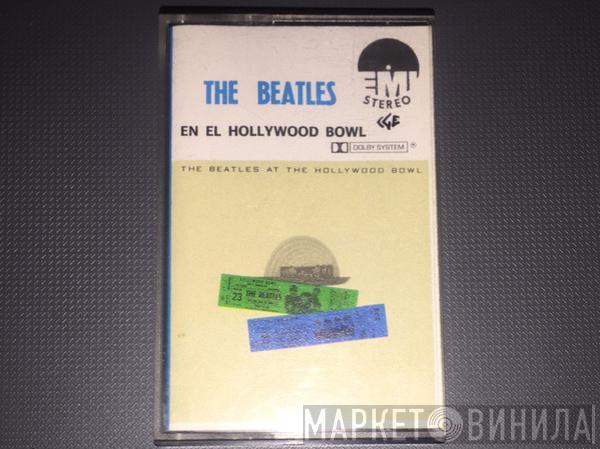 THE BEATLES
EMI
STEREO
EN EL HOLLYWOOD BOWL
DOLBY SYSTEM
THE BEATLES AT THE HOLLYWOOD BOWL
23
THE BEATLES
МАРКЕТ ВИНИЛА